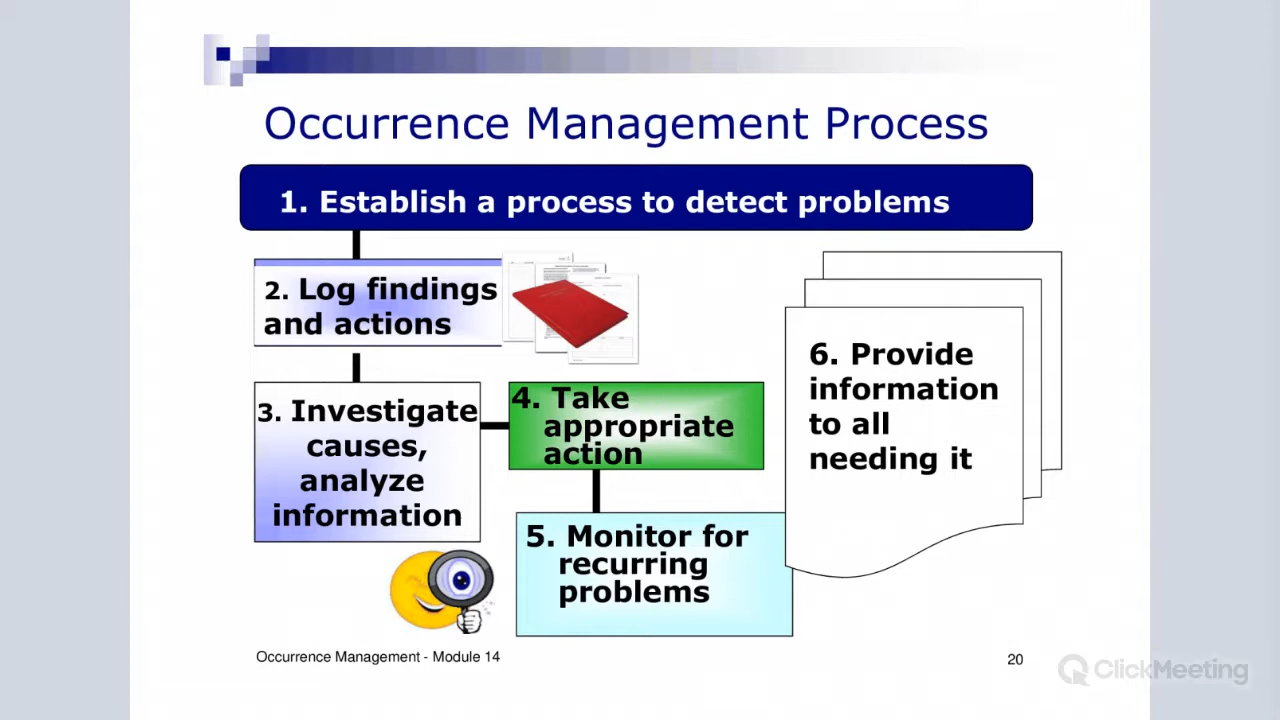 Occurrence Management Process
1. Establish a process to detect problems
2. Log findings
and actions
3. Investigate
causes,
analyze
information
4. Take
appropriate
action
5. Monitor for
recurring
problems
6. Provide
information
to all
needing it
Occurrence Management - Module 14
20
ClickMeeting